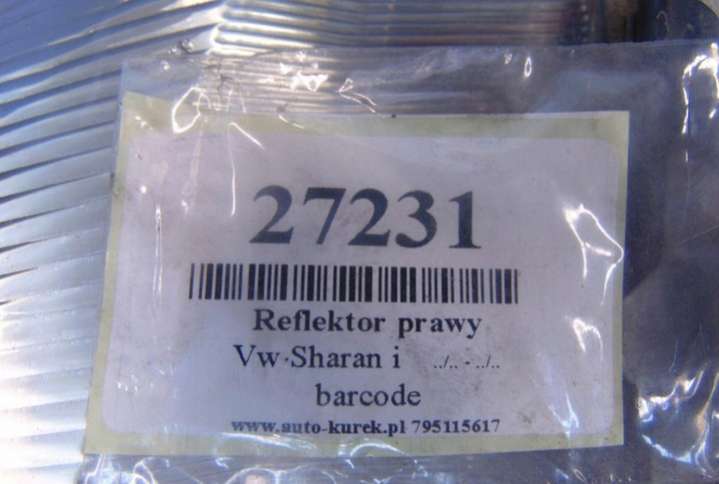 27231
Reflektor prawy
Vw Sharan i ../.. - ../..
barcode
www.auto-kurek.pl 795115617